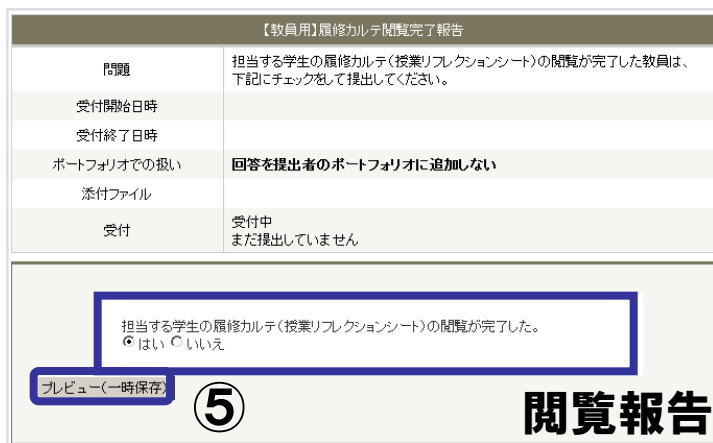 【教員用】履修カルテ閲覧完了報告
問題
担当する学生の履修カルテ(授業リフレクションシート)の閲覧が完了した教員は、
下記にチェックをして提出してください。
受付開始日時
受付終了日時
ポートフォリオでの扱い
回答を提出者のポートフォリオに追加しない
添付ファイル
受付
受付中
まだ提出していません
担当する学生の履修カルテ(授業リフレクションシート)の閲覧が完了した。
はい いいえ
プレビュー(一時保存)
⑤
閲覧報告